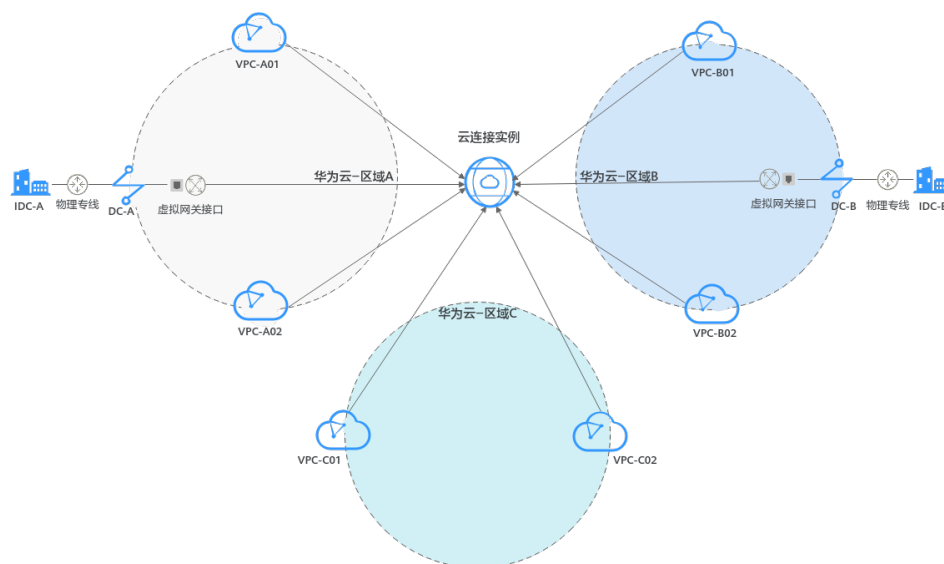 VPC-A01
VPC-B01
云连接实例
华为云-区域A
华为云-区域B
IDC-A
物理专线
DC-A
虚拟网关接口
虚拟网关接口
DC-B
物理专线
IDC-B
VPC-A02
华为云-区域C
VPC-B02
VPC-C01
VPC-C02